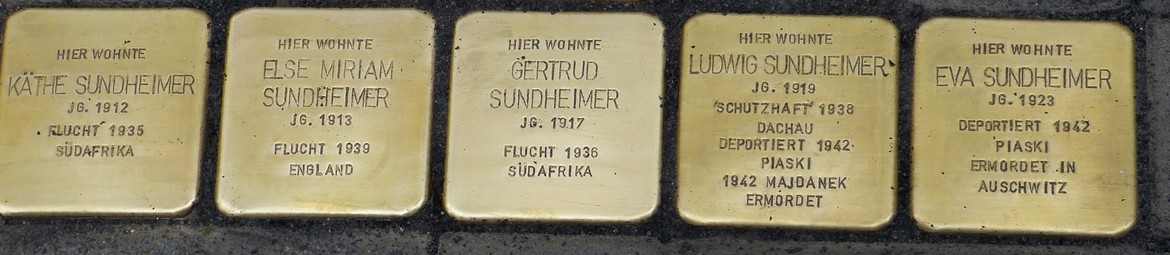 HIER WOHNTE
KÄTHE SUNDHEIMER
JG. 1912
FLUCHT 1935
SÜDAFRIKA
HIER WOHNTE
ELSE MIRIAM
SUNDHEIMER
JG. 1913
FLUCHT 1939
ENGLAND
HIER WOHNTE
GERTRUD
SUNDHEIMER
JG. 1917
FLUCHT 1936
SÜDAFRIKA
HIER WOHNTE
LUDWIG SUNDHEIMER
JG. 1919
'SCHUTZHAFT' 1938
DACHAU
DEPORTIERT 1942
PIASKI
1942 MAJDANEK
ERMORDET
HIER WOHNTE
EVA SUNDHEIMER
JG. 1923
DEPORTIERT 1942
PIASKI
ERMORDET IN
AUSCHWITZ